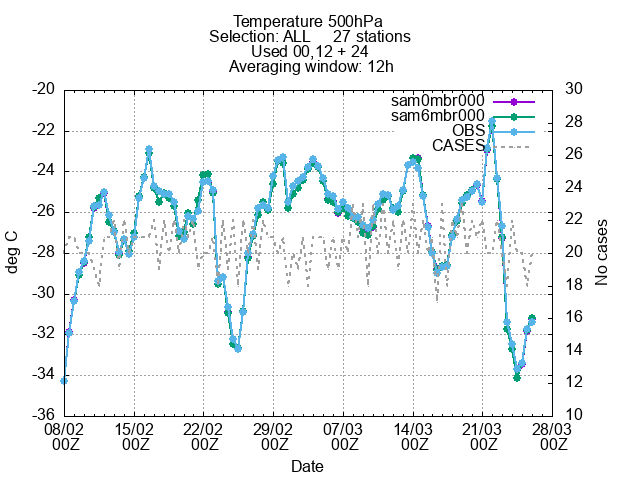 Temperature 500hPa
Selection: ALL 27 stations
Used 00,12 + 24
Averaging window: 12h
-20 30
sam0mbr000
sam6mbr000
OBS
CASES
-22 28
-24 26
-26 24
-28 22
-30 20
-32 18
-34 16
-36 14
12
10
deg C
No cases
08/02 15/02 22/02 29/02 07/03 14/03 21/03 28/03
00Z 00Z 00Z 00Z 00Z 00Z 00Z 00Z
Date